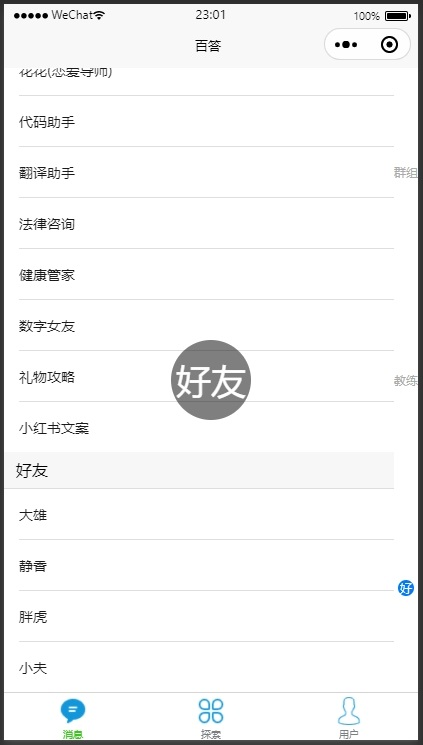 WeChat 23:01 100%
百答
花花(恋爱导师)
代码助手
翻译助手
群组
法律咨询
健康管家
数字女友
礼物攻略
好友
教练
小红书文案
好友
大雄
静香
好
胖虎
小夫
消息 探索 用户